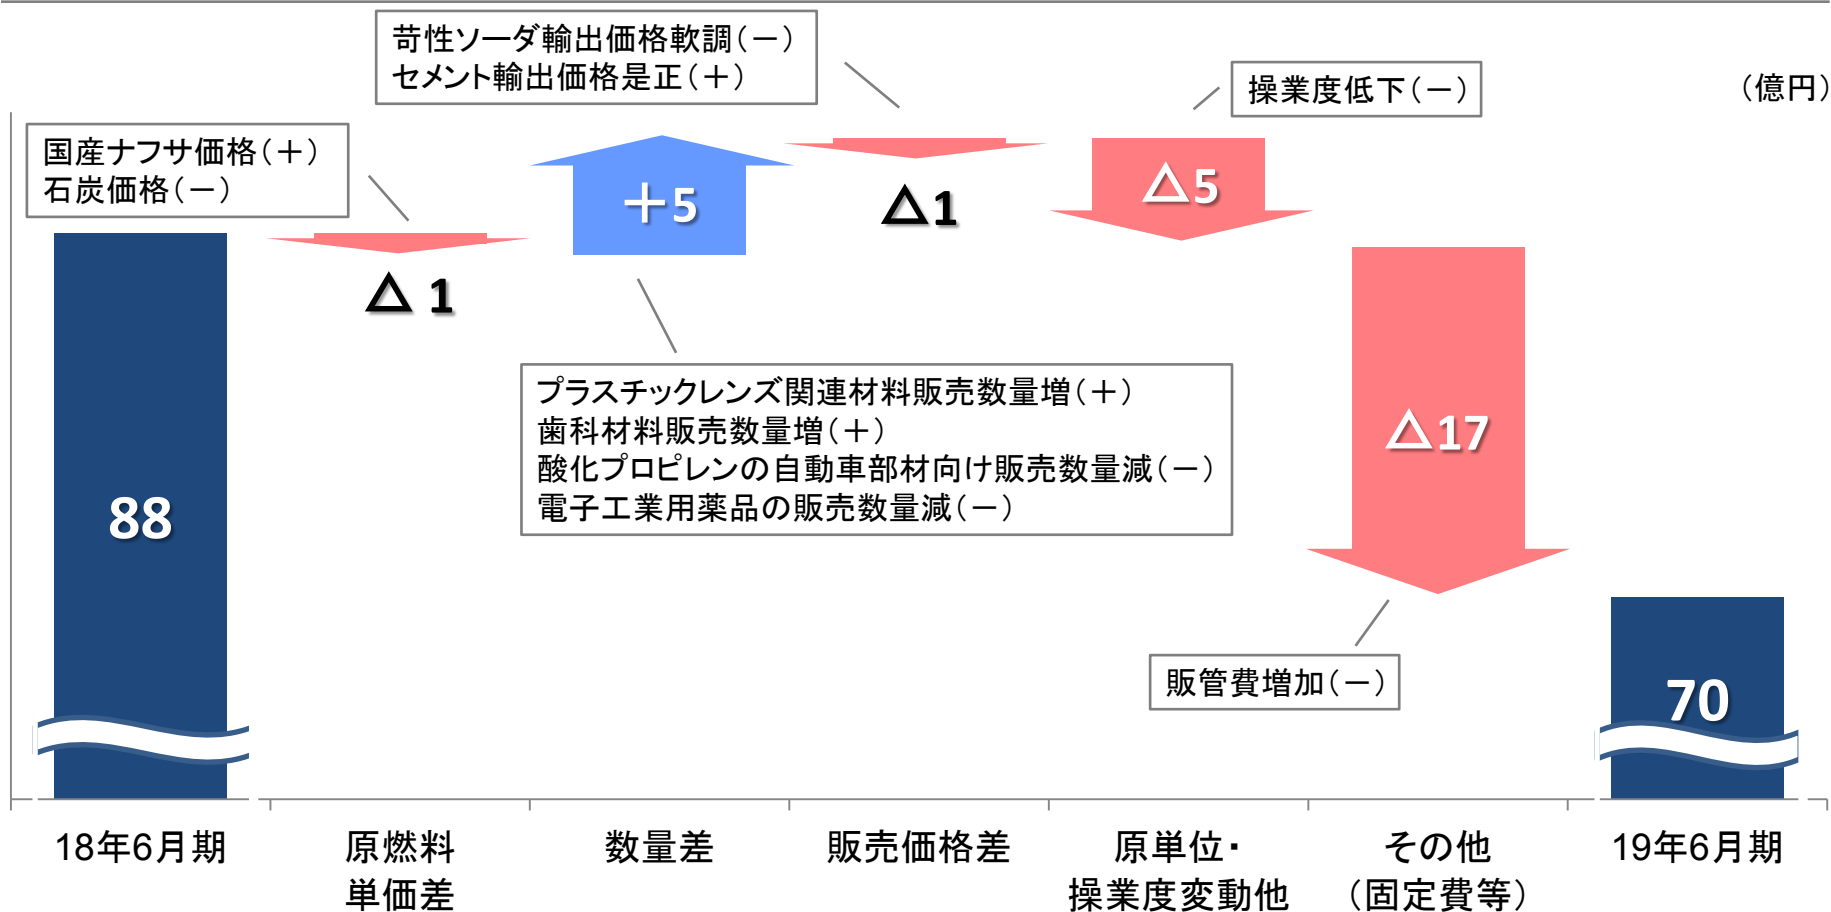 苛性ソーダ輸出価格軟調(－)
セメント輸出価格是正(＋)
操業度低下(－)
(億円)
国産ナフサ価格(＋)
石炭価格(－)
＋5
△1
△5
△ 1
プラスチックレンズ関連材料販売数量増(＋)
歯科材料販売数量増(＋)
酸化プロピレンの自動車部材向け販売数量減(－)
電子工業用薬品の販売数量減(－)
△17
88
販管費増加(－)
70
18年6月期
原燃料
単価差
数量差
販売価格差
原単位・
操業度変動他
その他
(固定費等)
19年6月期